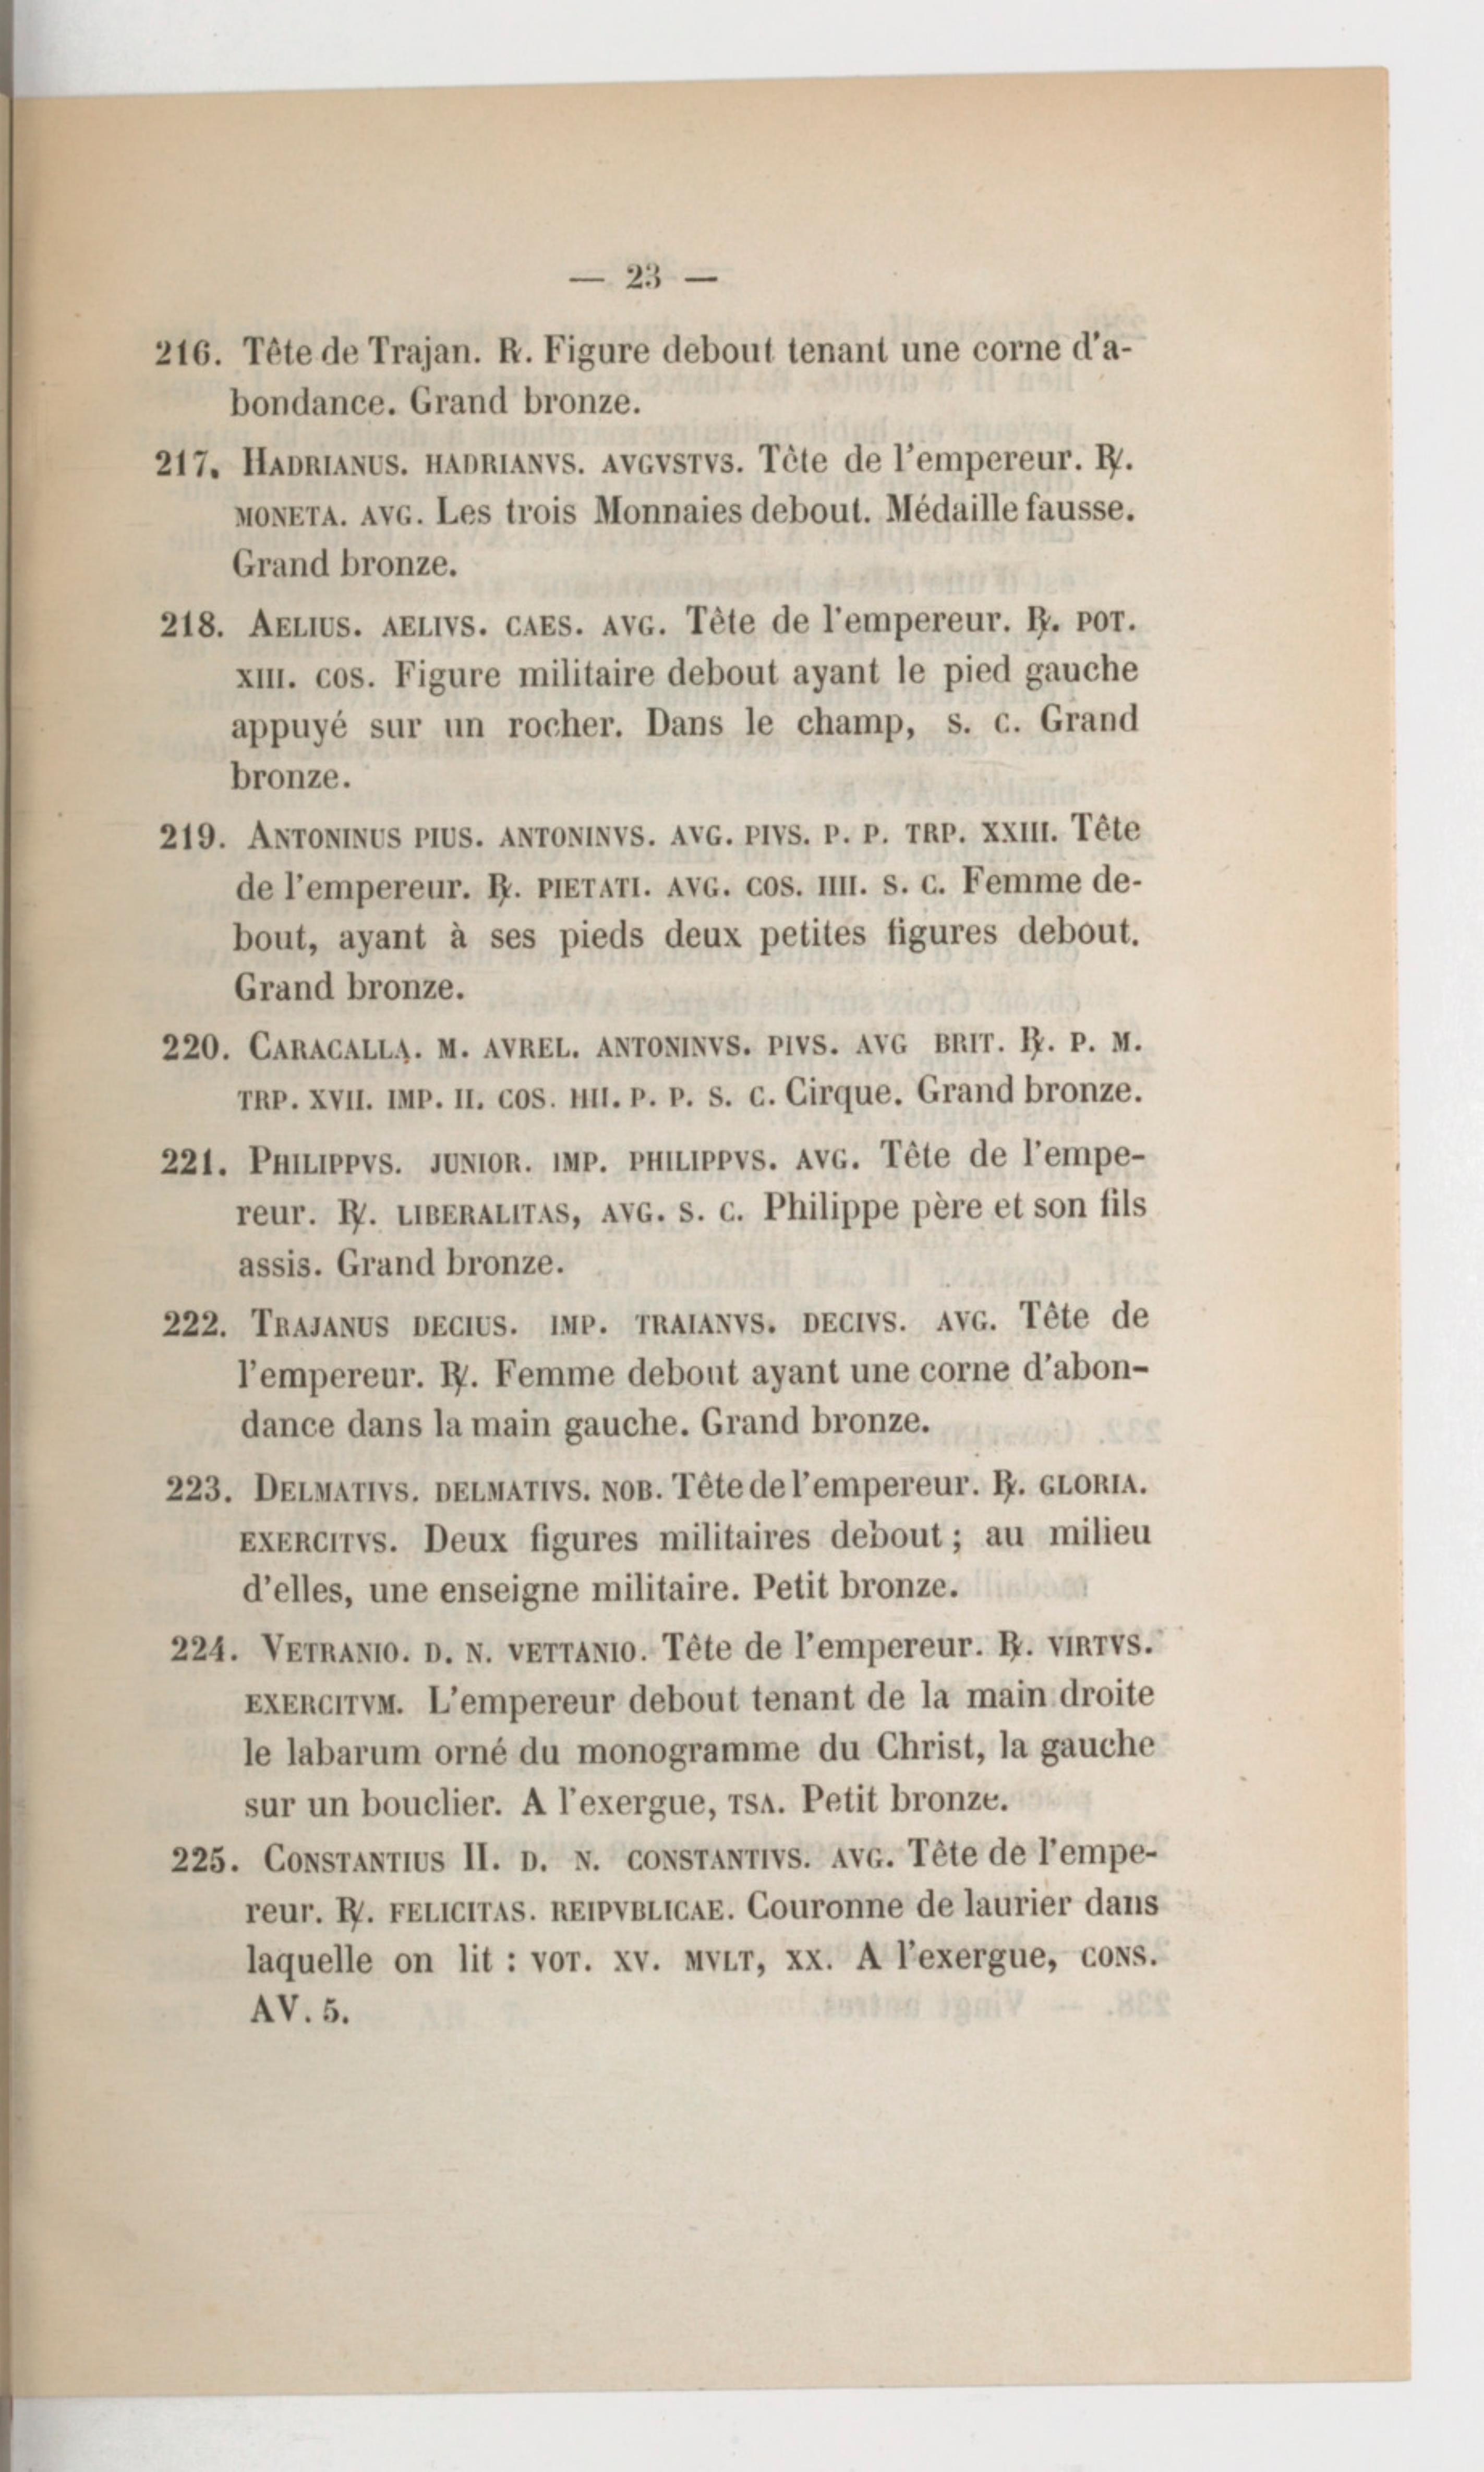 — 23 —
216. Tête de Trajan. R. Figure debout tenant une corne d'a-
bondance. Grand bronze.
217. HADRIANUS. HADRIANVS. AVGVSTVS. Tête de l'empereur. ℟.
MONETA. AVG. Les trois Monnaies debout. Médaille fausse.
Grand bronze.
218. AELIUS. AELIVS. CAES. AVG. Tête de l'empereur. ℟. POT.
XIII. COS. Figure militaire debout ayant le pied gauche
appuyé sur un rocher. Dans le champ, S. C. Grand
bronze.
219. ANTONINUS PIUS. ANTONINVS. AVG. PIVS. P. P. TRP. XXIII. Tête
de l'empereur. ℟. PIETATI. AVG. COS. IIII. S. C. Femme de-
bout, ayant à ses pieds deux petites figures debout.
Grand bronze.
220. CARACALLA. M. AVREL. ANTONINVS. PIVS. AVG BRIT. ℟. P. M.
TRP. XVII. IMP. II. COS. IIII. P. P. S. C. Cirque. Grand bronze.
221. PHILIPPVS. JUNIOR. IMP. PHILIPPVS. AVG. Tête de l'empe-
reur. ℟. LIBERALITAS, AVG. S. C. Philippe père et son fils
assis. Grand bronze.
222. TRAJANUS DECIUS. IMP. TRAIANVS. DECIVS. AVG. Tête de
l'empereur. ℟. Femme debout ayant une corne d'abon-
dance dans la main gauche. Grand bronze.
223. DELMATIVS. DELMATIVS. NOB. Tête de l'empereur. ℟. GLORIA.
EXERCITVS. Deux figures militaires debout ; au milieu
d'elles, une enseigne militaire. Petit bronze.
224. VETRANIO. D. N. VETTANIO. Tête de l'empereur. ℟. VIRTVS.
EXERCITVM. L'empereur debout tenant de la main droite
le labarum orné du monogramme du Christ, la gauche
sur un bouclier. A l'exergue, TSA. Petit bronze.
225. CONSTANTIUS II. D. N. CONSTANTIVS. AVG. Tête de l'empe-
reur. ℟. FELICITAS. REIPVBLICAE. Couronne de laurier dans
laquelle on lit : VOT. XV. MVLT, XX. A l'exergue, CONS.
AV. 5.